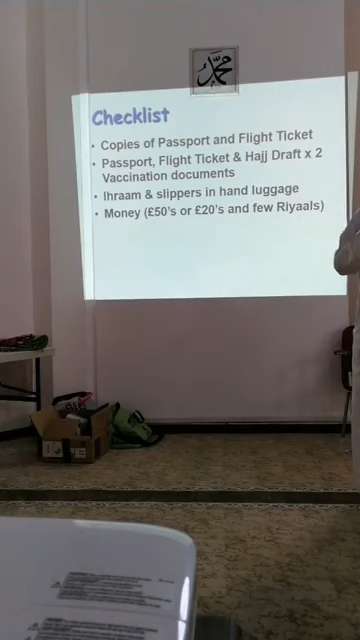 محمد
Checklist
• Copies of Passport and Flight Ticket
• Passport, Flight Ticket & Hajj Draft x 2
Vaccination documents
• Ihraam & slippers in hand luggage
• Money (£50's or £20's and few Riyaals)